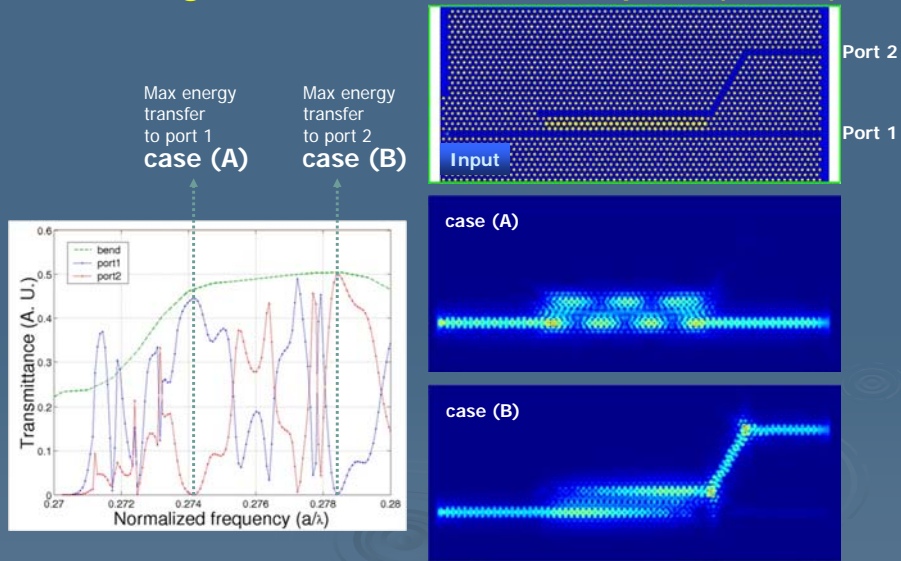 Max energy
transfer
to port 1
case (A)
Max energy
transfer
to port 2
case (B)
Port 2
Port 1
Input
case (A)
case (B)
Transmittance (A. U.)
0.6
0.5
0.4
0.3
0.2
0.1
0
bend
port1
port2
0.27
0.272
0.274
0.276
0.278
0.28
Normalized frequency (a/λ)